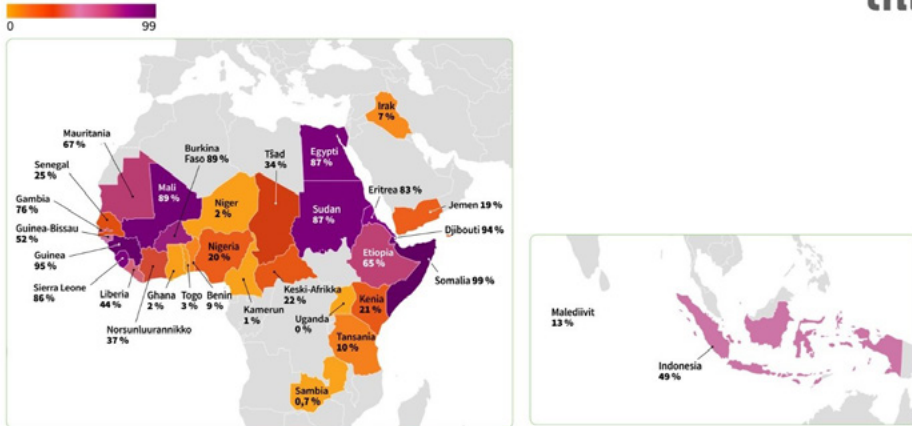 0
99
Irak
7 %
Mauritania
67 %
Burkina
Faso 89 %
Tšad
34 %
Egypti
87 %
Senegal
25 %
Mali
89 %
Eritrea 83 %
Gambia
76 %
Niger
2 %
Sudan
87 %
Jemen 19 %
Guinea-Bissau
52 %
Djibouti 94 %
Guinea
95 %
Nigeria
20 %
Etiopia
65 %
Somalia 99 %
Sierra Leone
86 %
Liberia
44 %
Ghana
2 %
Togo
3 %
Benin
9 %
Kamerun
1 %
Keski-Afrikka
22 %
Kenia
21 %
Uganda
0 %
Norsunluurannikko
37 %
Tansania
10 %
Sambia
0,7 %
Malediivit
13 %
Indonesia
49 %